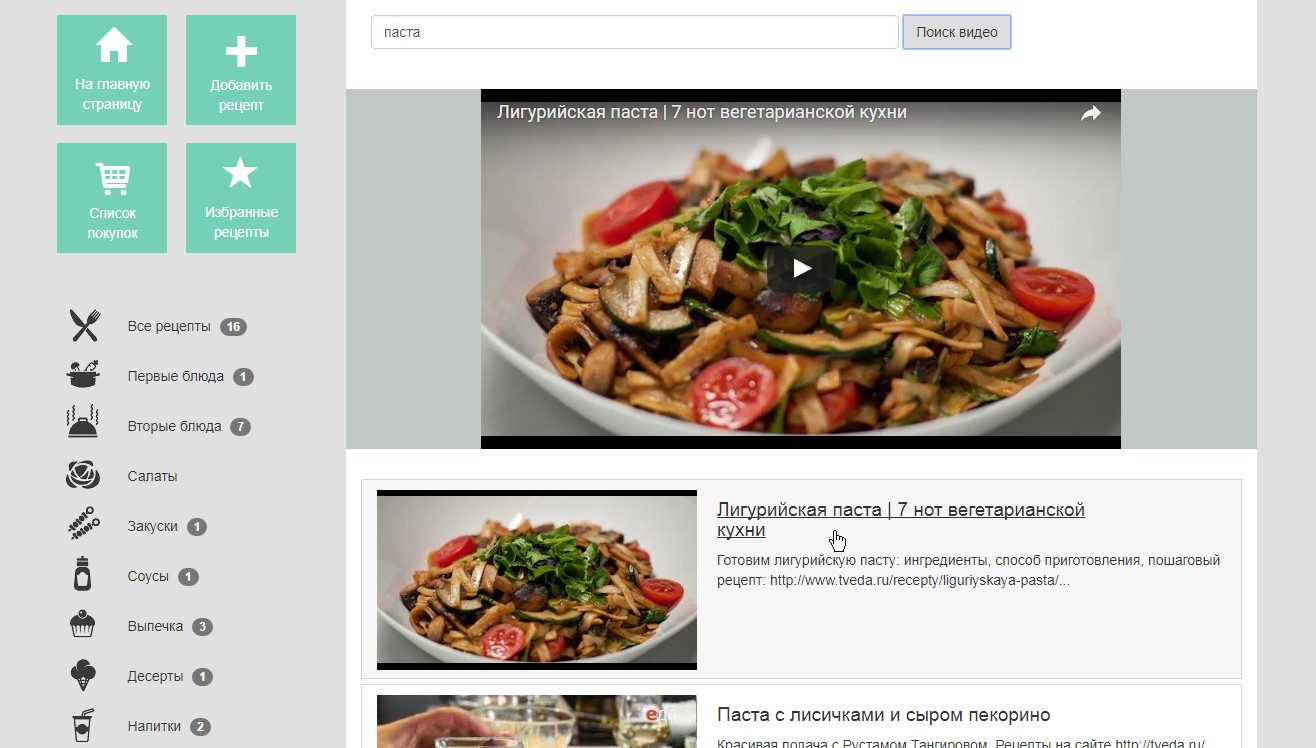 На главную
страницу
Добавить
рецепт
Список
покупок
Избранные
рецепты
Все рецепты 16
Первые блюда 1
Вторые блюда 7
Салаты
Закуски 1
Соусы 1
Выпечка 3
Десерты 1
Напитки 2
паста
Поиск видео
Лигурийская паста | 7 нот вегетарианской кухни
Лигурийская паста | 7 нот вегетарианской
кухни
Готовим лигурийскую пасту: ингредиенты, способ приготовления, пошаговый
рецепт: http://www.tveda.ru/recepty/liguriyskaya-pasta/...
Паста с лисичками и сыром пекорино
Красивая подача с Рустамом Тангировом. Рецепты на сайте http://tveda.ru/